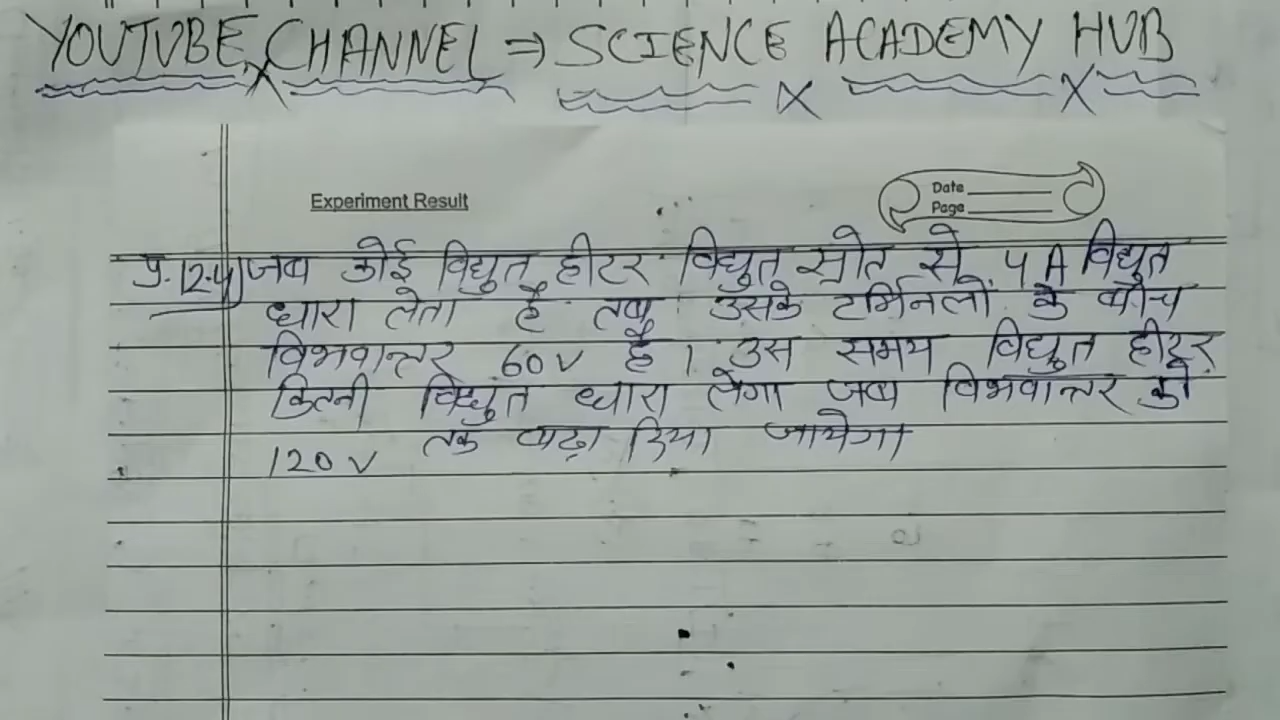 YOUTUBE CHANNEL ⇒ SCIENCE ACADEMY HUB
Experiment Result
Date
Page
प्र.12.4) जब कोई विद्युत हीटर विद्युत स्रोत से 4 A विद्युत
धारा लेता है तब उसके टर्मिनलों के बीच
विभवान्तर 60 V है। उस समय विद्युत हीटर
कितनी विद्युत धारा लेगा जब विभवान्तर को
120 V तक बढ़ा दिया जायेगा